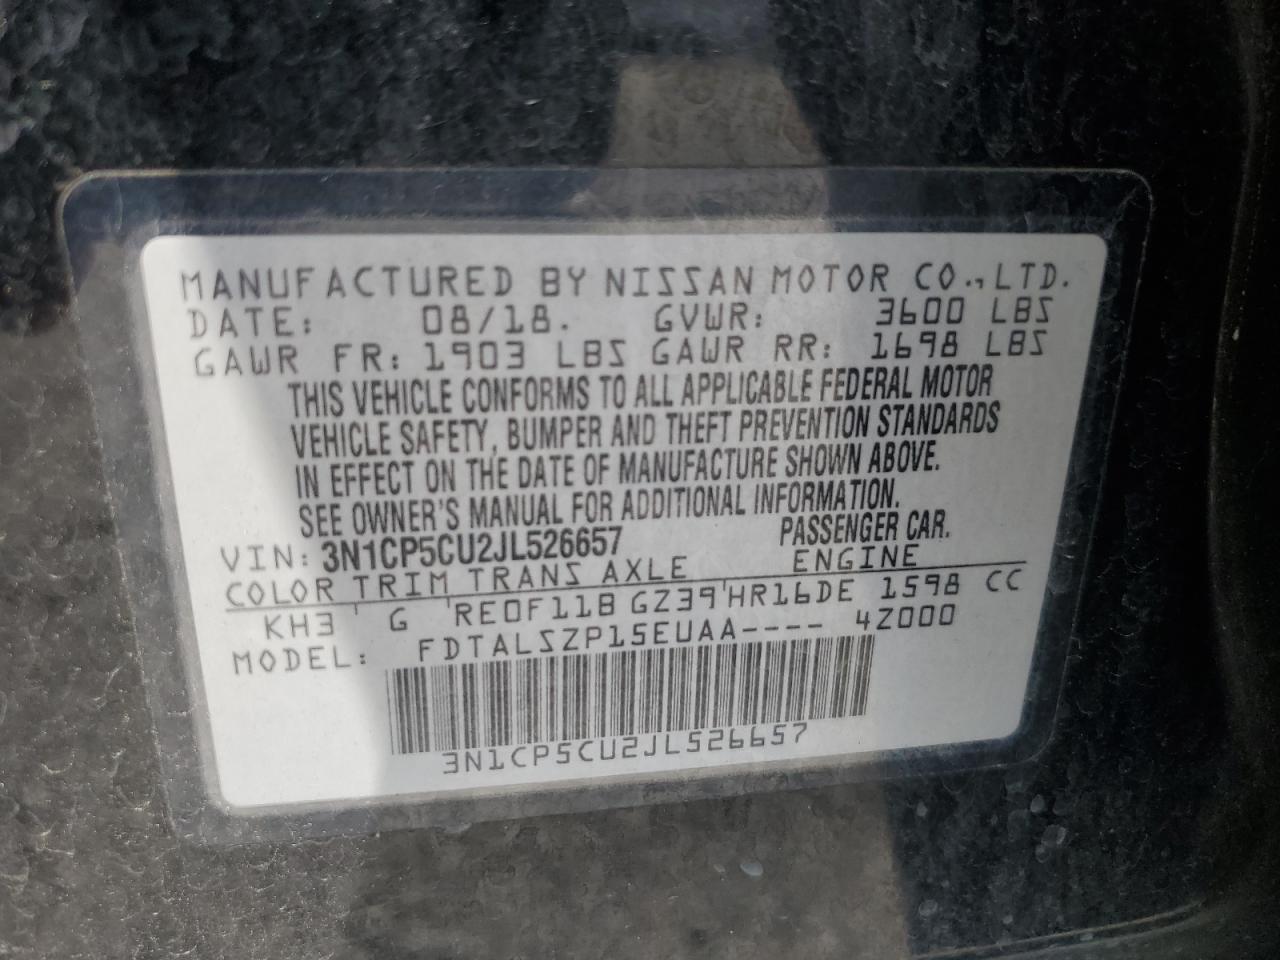 MANUFACTURED BY NISSAN MOTOR CO.,LTD.
DATE: 08/18. GVWR: 3600 LBS
GAWR FR: 1903 LBS GAWR RR: 1698 LBS
THIS VEHICLE CONFORMS TO ALL APPLICABLE FEDERAL MOTOR
VEHICLE SAFETY, BUMPER AND THEFT PREVENTION STANDARDS
IN EFFECT ON THE DATE OF MANUFACTURE SHOWN ABOVE.
SEE OWNER'S MANUAL FOR ADDITIONAL INFORMATION.
VIN: 3N1CP5CU2JL526657 PASSENGER CAR.
COLOR TRIM TRANS AXLE ENGINE
KH3 ' G ' RE0F11B GZ39 ' HR16DE 1598 CC
MODEL: FDTALSZP15EUAA---- 4Z000
3N1CP5CU2JL526657